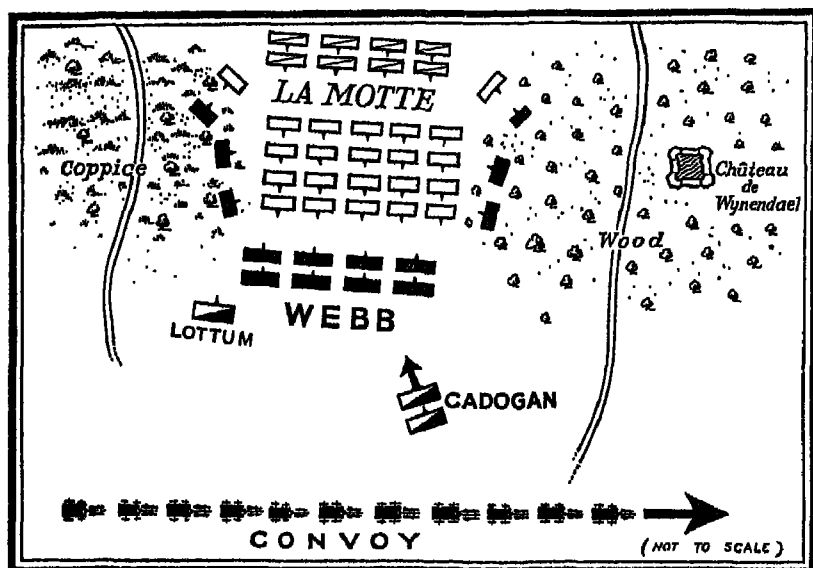 LA MOTTE
Coppice
Château
de
Wynendael
Wood
WEBB
LOTTUM
CADOGAN
CONVOY
(NOT TO SCALE)